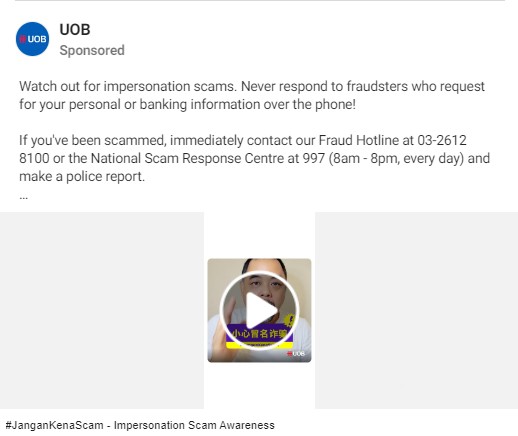 UOB
UOB
Sponsored
Watch out for impersonation scams. Never respond to fraudsters who request
for your personal or banking information over the phone!
If you've been scammed, immediately contact our Fraud Hotline at 03-2612
8100 or the National Scam Response Centre at 997 (8am - 8pm, every day) and
make a police report.
...
小心冒名诈骗
UOB
#JanganKenaScam - Impersonation Scam Awareness